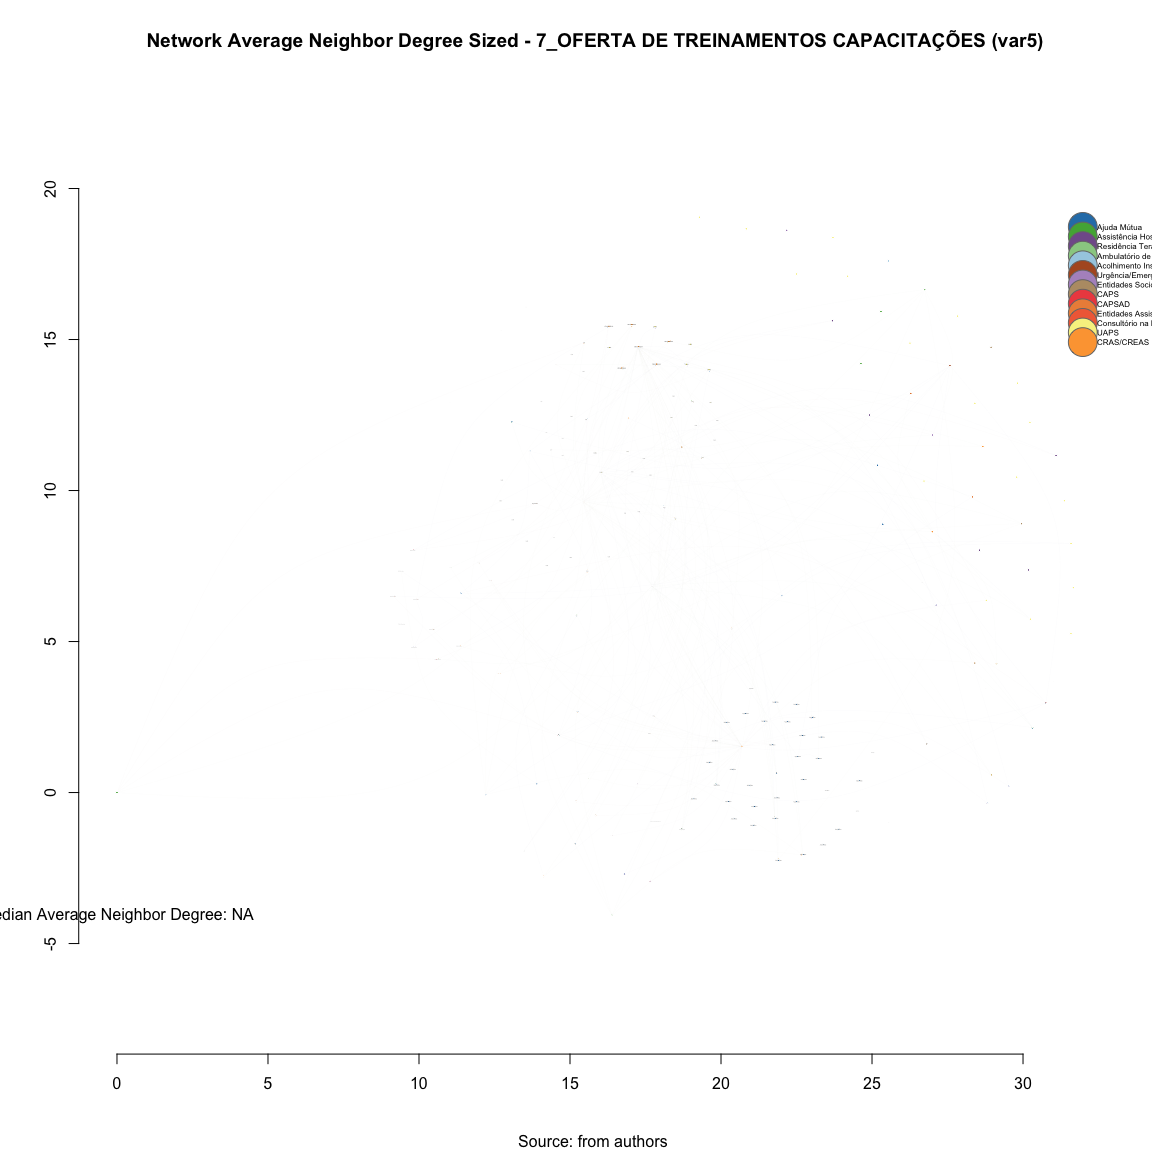 Network Average Neighbor Degree Sized - 7_OFERTA DE TREINAMENTOS CAPACITAÇÕES (var5)
20
15
10
5
0
-5
Ajuda Mútua
Assistência Hos
Residência Tera
Ambulatório de
Acolhimento Ins
Urgência/Emerg
Entidades Socio
CAPS
CAPSAD
Entidades Assis
Consultório na
UAPS
CRAS/CREAS
edian Average Neighbor Degree: NA
0 5 10 15 20 25 30
Source: from authors